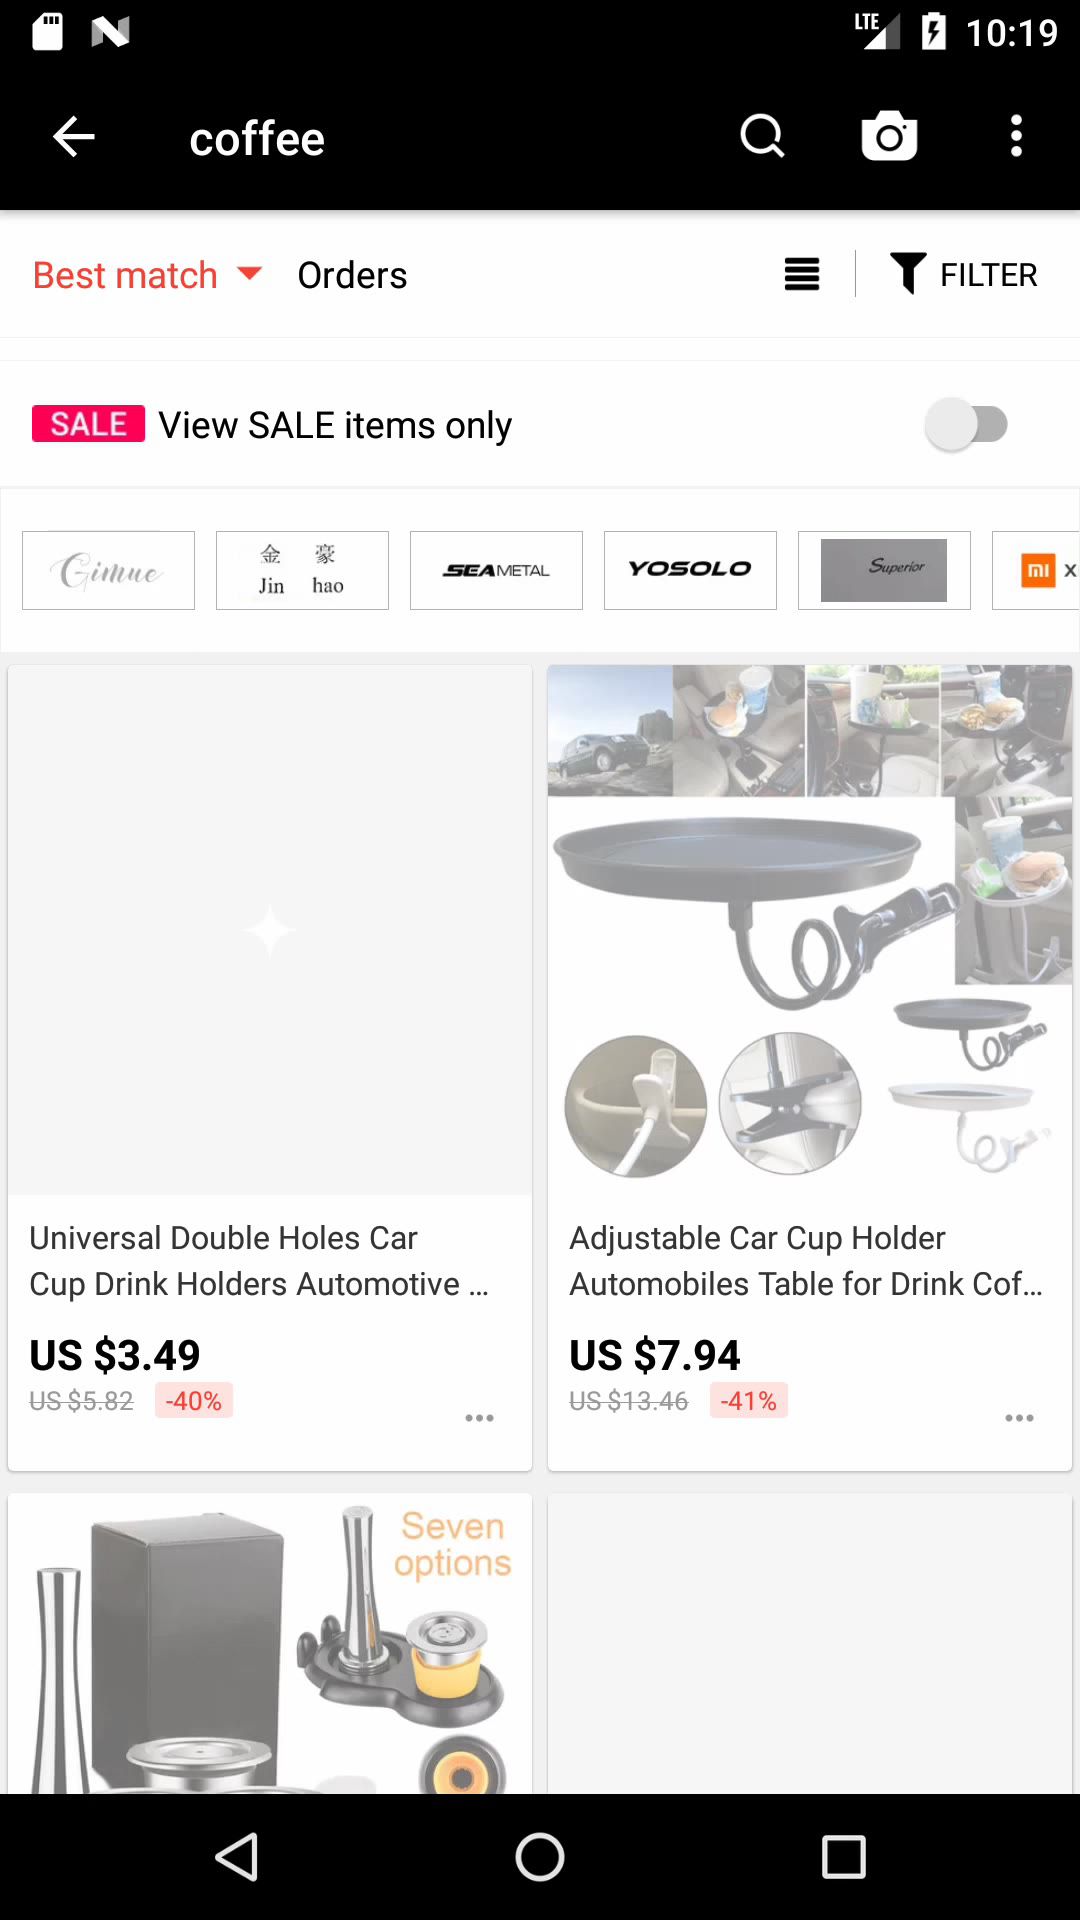 LTE 10:19
coffee
Best match Orders FILTER
SALE View SALE items only
Gimue
金 豪
Jin hao
SEAMETAL
YOSOLO
Superior
mi X
Universal Double Holes Car
Cup Drink Holders Automotive ...
US $3.49
US $5.82 -40%
Adjustable Car Cup Holder
Automobiles Table for Drink Cof...
US $7.94
US $13.46 -41%
Seven
options